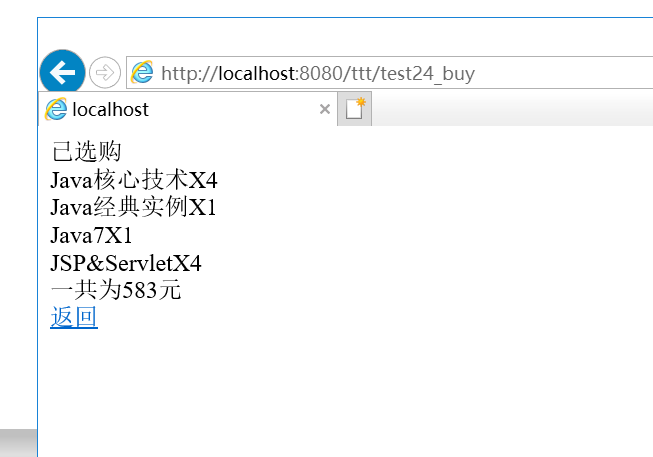 http://localhost:8080/ttt/test24_buy
localhost
已选购
Java核心技术X4
Java经典实例X1
Java7X1
JSP&ServletX4
一共为583元
返回